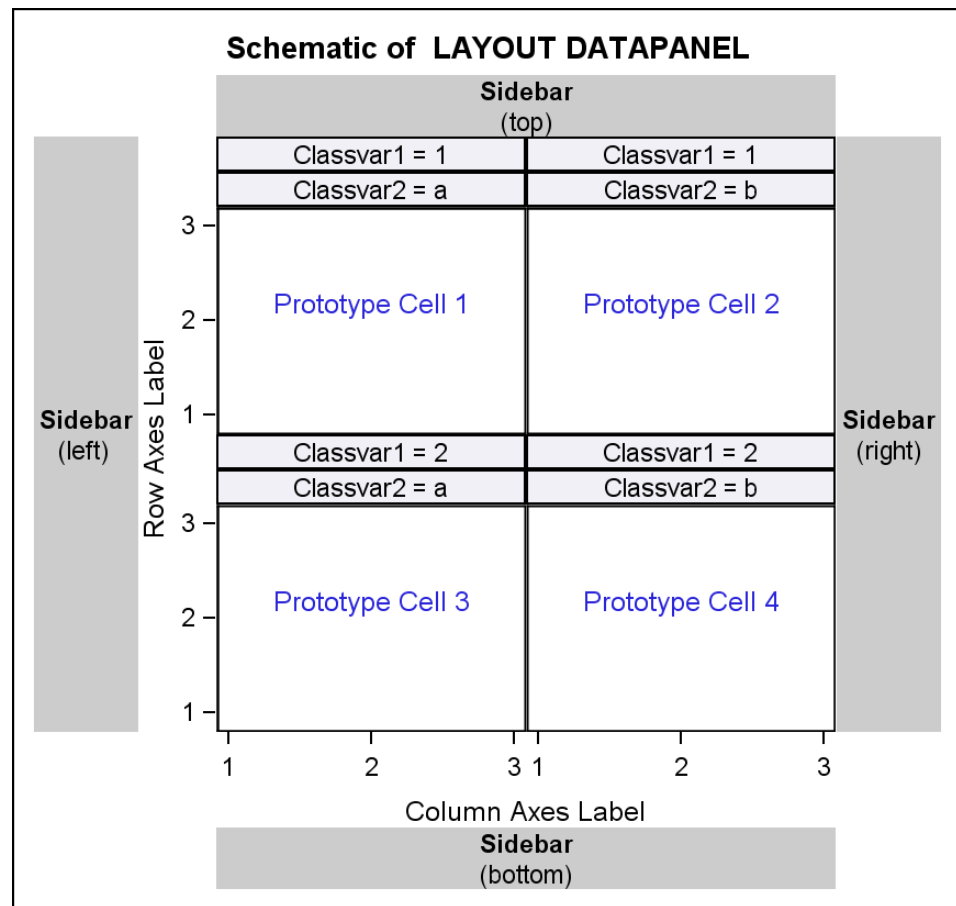 Schematic of  LAYOUT DATAPANEL
Sidebar
(top)
Classvar1 = 1
Classvar1 = 1
Classvar2 = a
Classvar2 = b
3
2
1
Prototype Cell 1
Prototype Cell 2
Row Axes Label
Sidebar
(left)
Sidebar
(right)
Classvar1 = 2
Classvar1 = 2
Classvar2 = a
Classvar2 = b
3
2
1
Prototype Cell 3
Prototype Cell 4
1 2 3 1 2 3
Column Axes Label
Sidebar
(bottom)